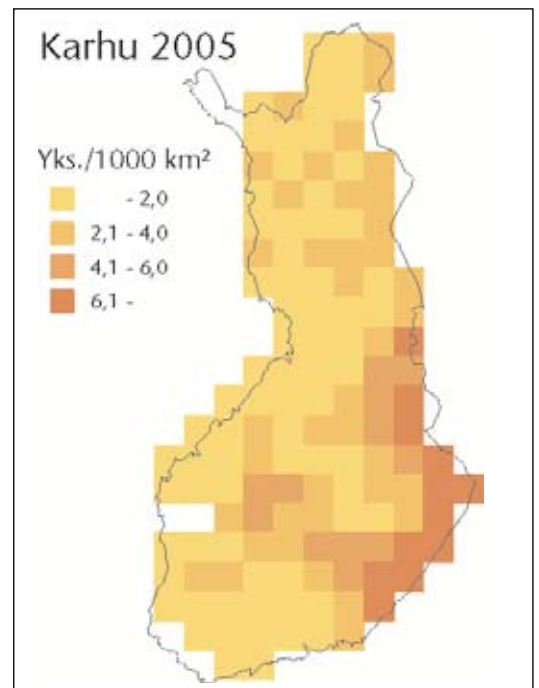 Karhu 2005
Yks./1000 km²
- 2,0
2,1 - 4,0
4,1 - 6,0
6,1 -